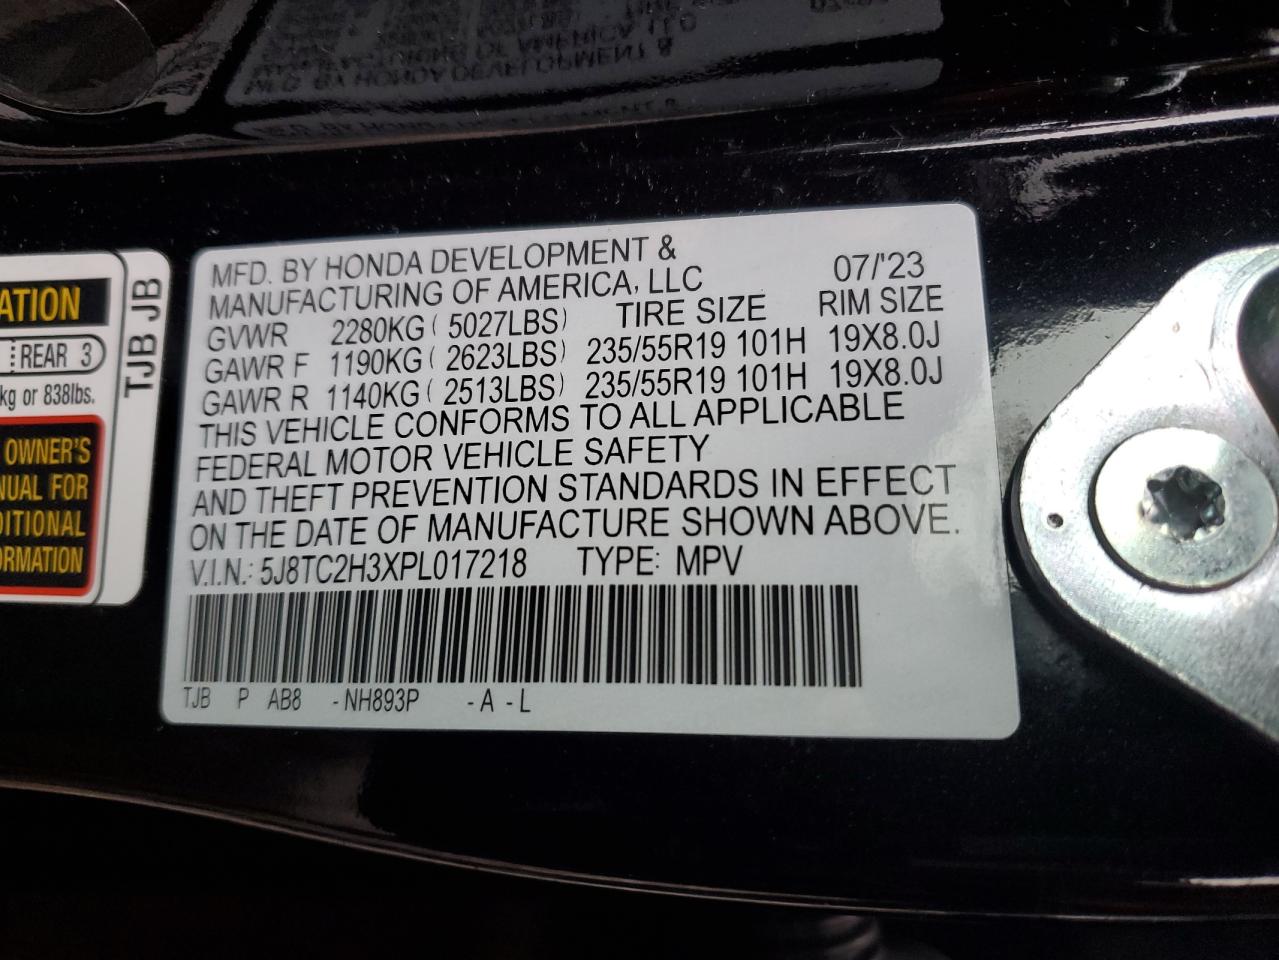 ATION
REAR 3
kg or 838lbs.
OWNER'S
NUAL FOR
DITIONAL
ORMATION
TJB JB
MFD. BY HONDA DEVELOPMENT &
MANUFACTURING OF AMERICA, LLC 07/'23
GVWR 2280KG ( 5027LBS) TIRE SIZE RIM SIZE
GAWR F 1190KG ( 2623LBS) 235/55R19 101H 19X8.0J
GAWR R 1140KG ( 2513LBS) 235/55R19 101H 19X8.0J
THIS VEHICLE CONFORMS TO ALL APPLICABLE
FEDERAL MOTOR VEHICLE SAFETY
AND THEFT PREVENTION STANDARDS IN EFFECT
ON THE DATE OF MANUFACTURE SHOWN ABOVE.
V.I.N.: 5J8TC2H3XPL017218 TYPE: MPV
TJB P AB8 -NH893P -A -L